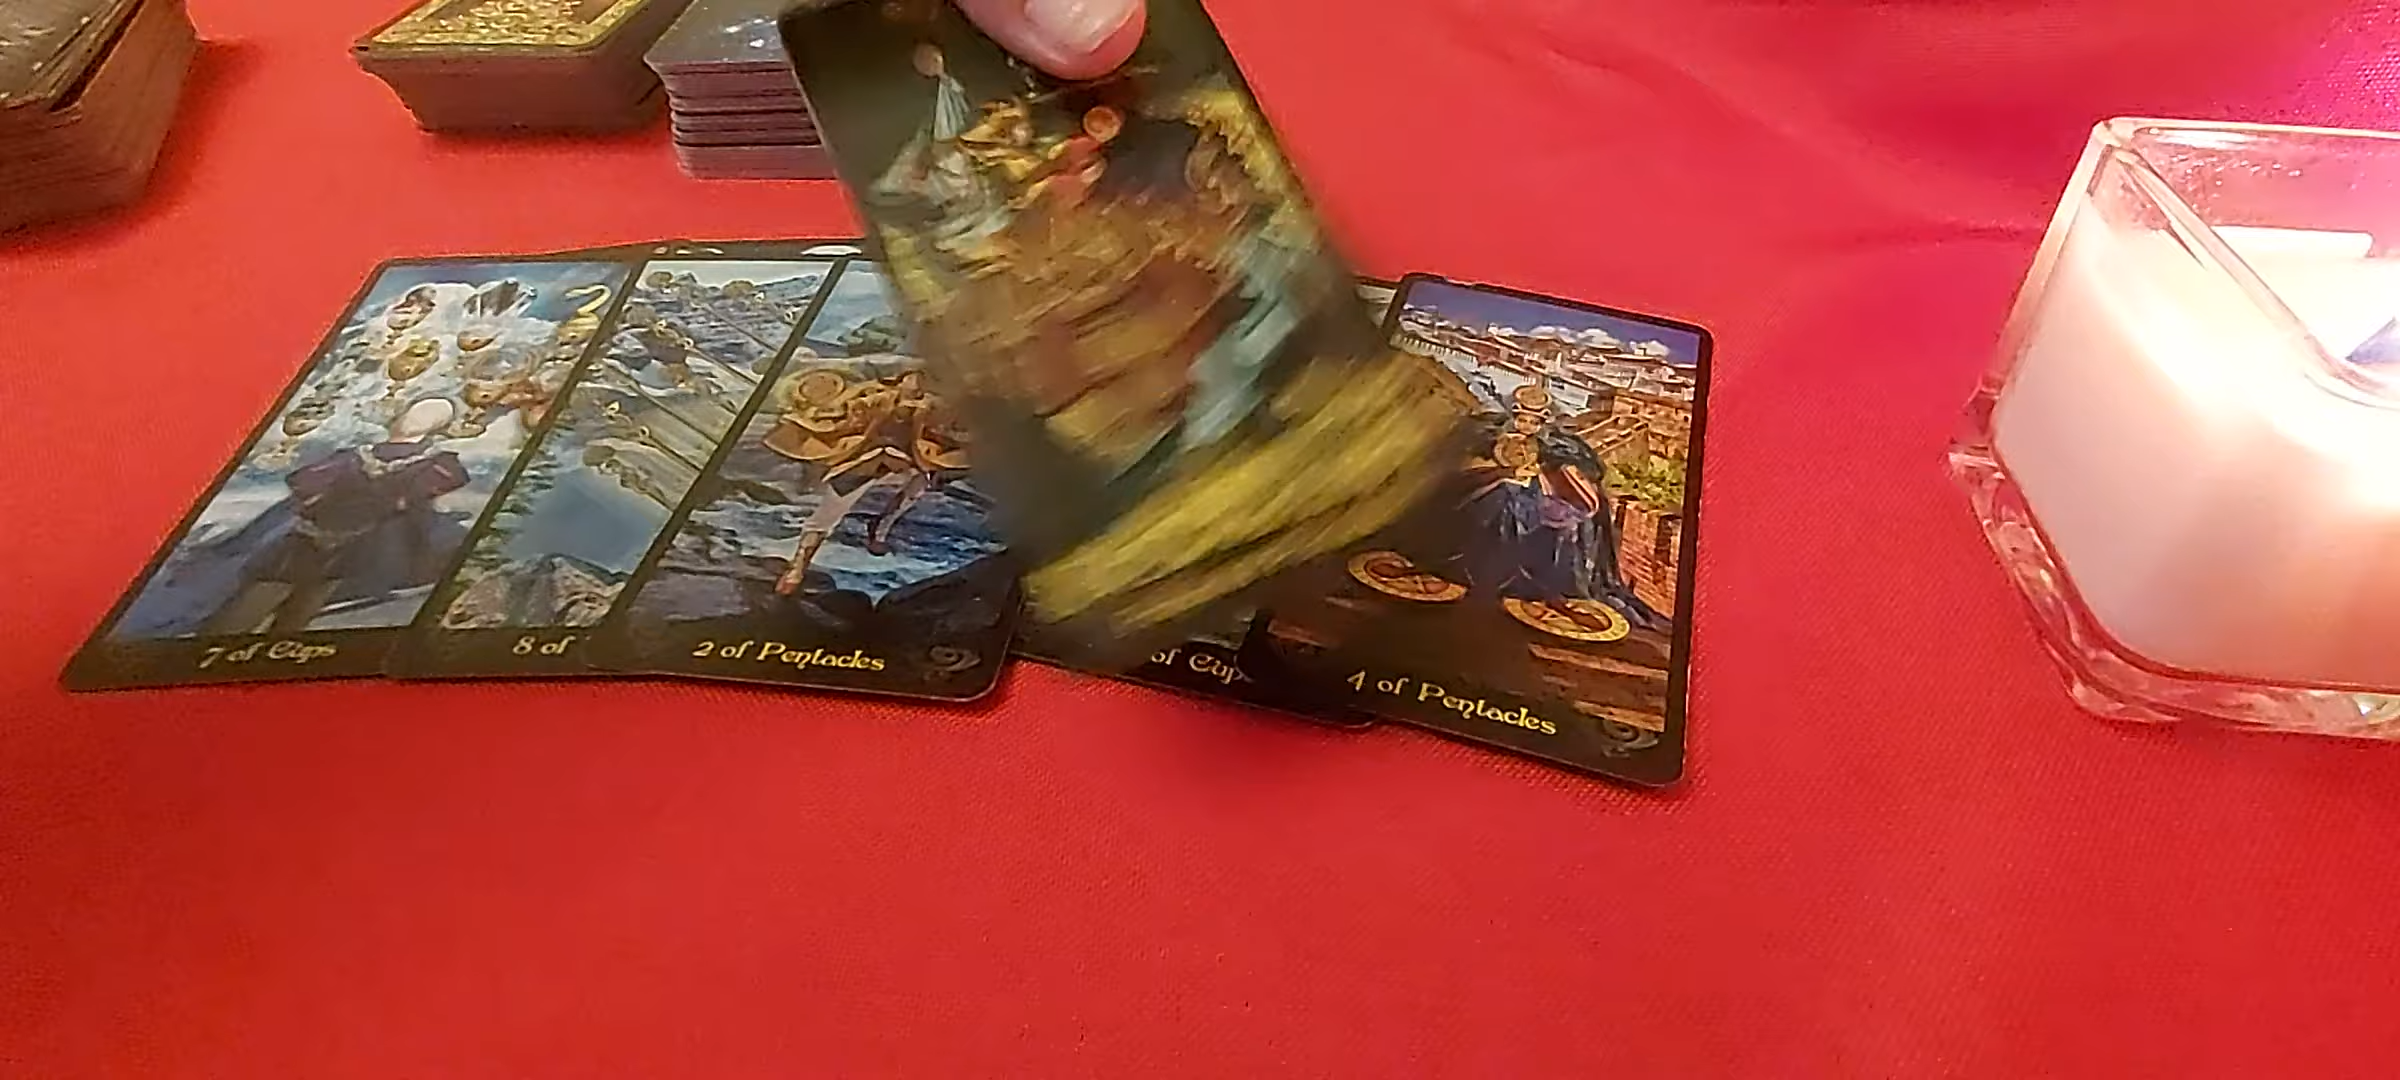 7 of Cups
8 of
2 of Pentacles
of Cup
4 of Pentacles